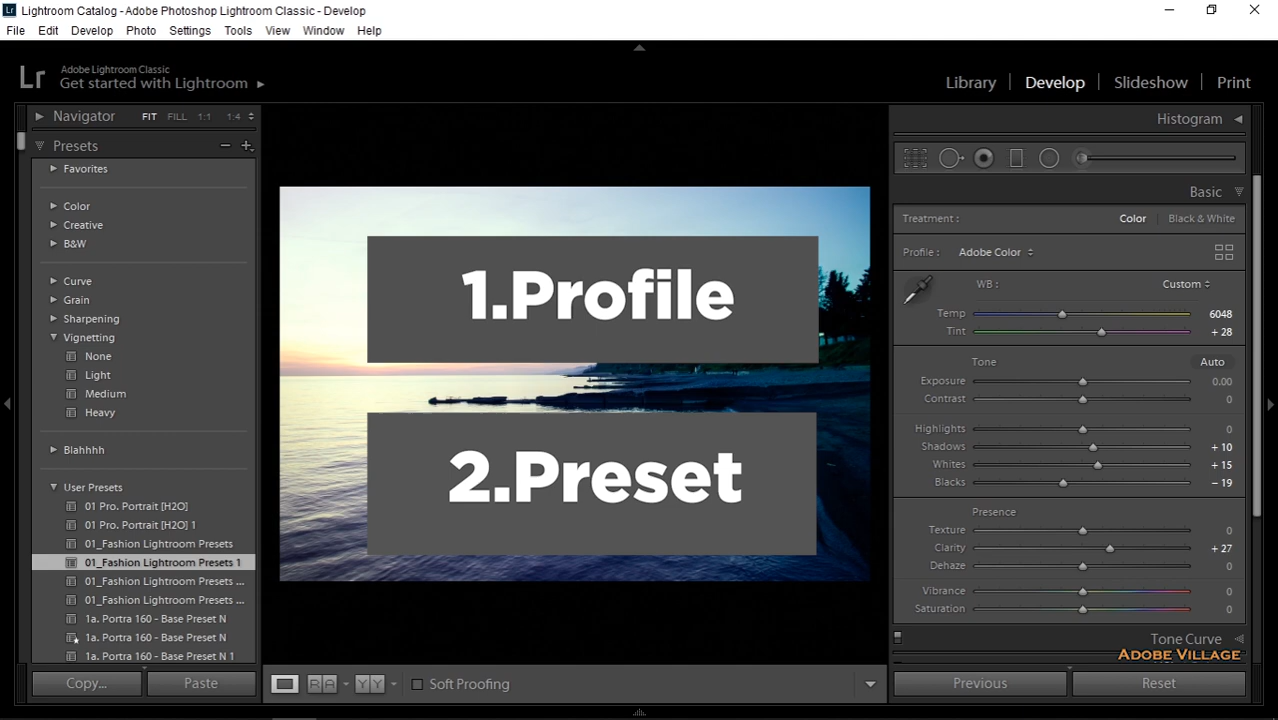 Lr Lightroom Catalog - Adobe Photoshop Lightroom Classic - Develop
File Edit Develop Photo Settings Tools View Window Help
Lr Adobe Lightroom Classic
Get started with Lightroom
Library | Develop | Slideshow | Print
Navigator FIT FILL 1:1 1:4
Presets
Favorites
Color
Creative
B&W
Curve
Grain
Sharpening
Vignetting
None
Light
Medium
Heavy
Blahhhh
User Presets
01 Pro. Portrait [H2O]
01 Pro. Portrait [H2O] 1
01_Fashion Lightroom Presets
01_Fashion Lightroom Presets 1
01_Fashion Lightroom Presets ...
01_Fashion Lightroom Presets ...
1a. Portra 160 - Base Preset N
1a. Portra 160 - Base Preset N
1a. Portra 160 - Base Preset N 1
Copy... Paste
1.Profile
2.Preset
R A Y Y Soft Proofing
Histogram
Basic
Treatment : Color | Black & White
Profile : Adobe Color
WB : Custom
Temp 6048
Tint + 28
Tone Auto
Exposure 0.00
Contrast 0
Highlights 0
Shadows + 10
Whites + 15
Blacks - 19
Presence
Texture 0
Clarity + 27
Dehaze 0
Vibrance 0
Saturation 0
Tone Curve
ADOBE VILLAGE
Previous Reset